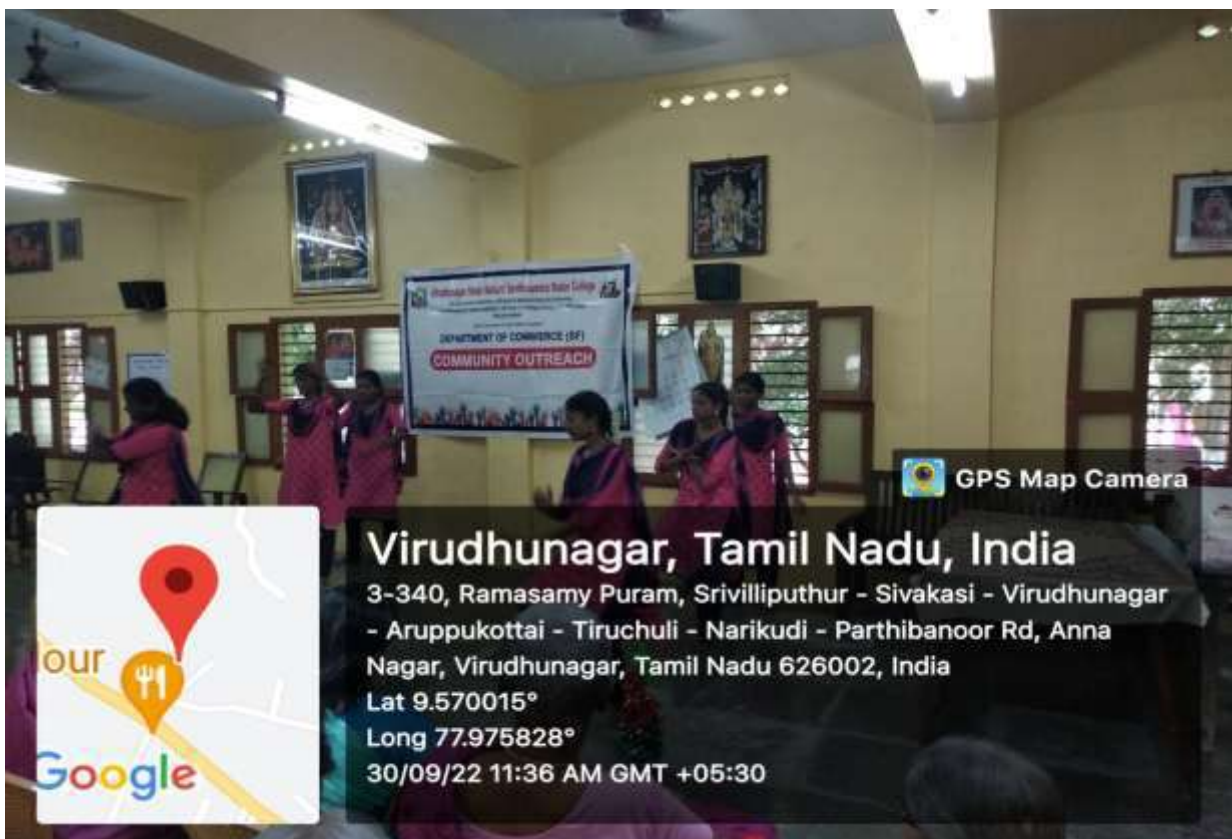 DEPARTMENT OF COMMERCE (SF)
COMMUNITY OUTREACH
GPS Map Camera
Virudhunagar, Tamil Nadu, India
3-340, Ramasamy Puram, Srivilliputhur - Sivakasi - Virudhunagar
- Aruppukottai - Tiruchuli - Narikudi - Parthibanoor Rd, Anna
Nagar, Virudhunagar, Tamil Nadu 626002, India
Lat 9.570015°
Long 77.975828°
30/09/22 11:36 AM GMT +05:30
our
Google